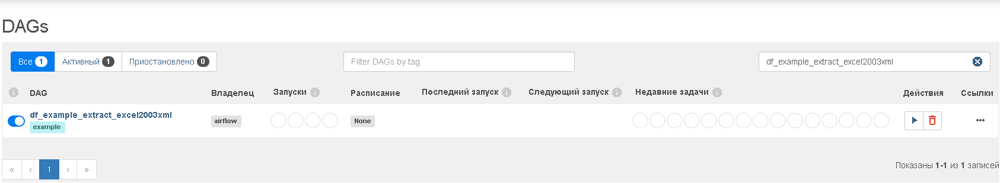 DAGs
Все 1 Активный 1 Приостановлено 0 Filter DAGs by tag df_example_extract_excel2003xml
DAG Владелец Запуски Расписание Последний запуск Следующий запуск Недавние задачи Действия Ссылки
df_example_extract_excel2003xml airflow None
example
« ‹ 1 › » Показаны 1-1 из 1 записей